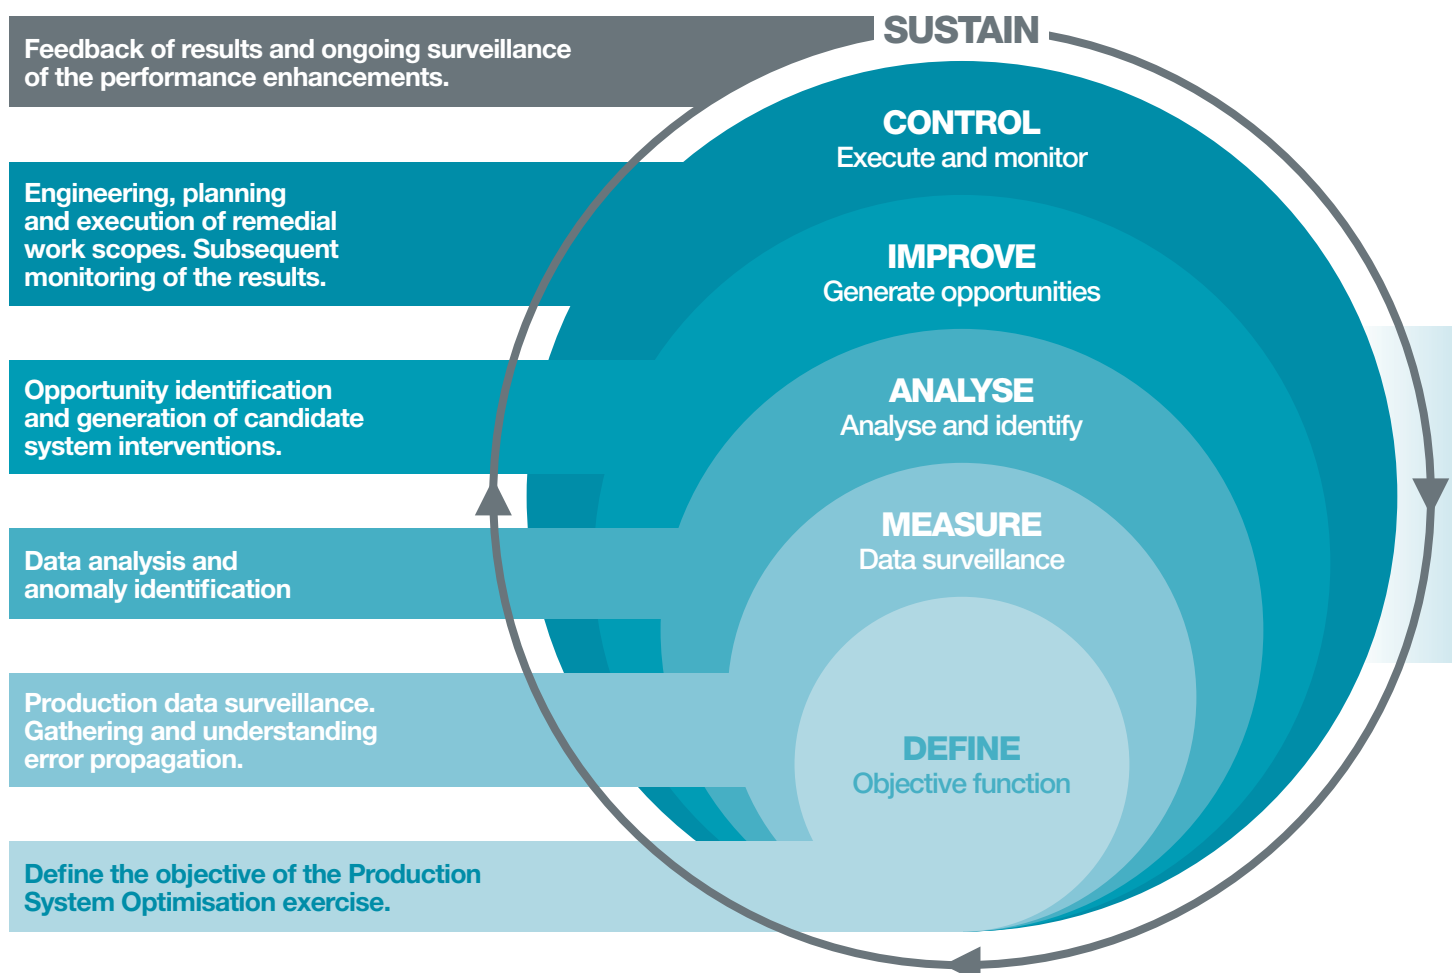 SUSTAIN
Feedback of results and ongoing surveillance
of the performance enhancements.
CONTROL
Execute and monitor
Engineering, planning
and execution of remedial
work scopes. Subsequent
monitoring of the results.
IMPROVE
Generate opportunities
Opportunity identification
and generation of candidate
system interventions.
ANALYSE
Analyse and identify
Data analysis and
anomaly identification
MEASURE
Data surveillance
Production data surveillance.
Gathering and understanding
error propagation.
DEFINE
Objective function
Define the objective of the Production
System Optimisation exercise.